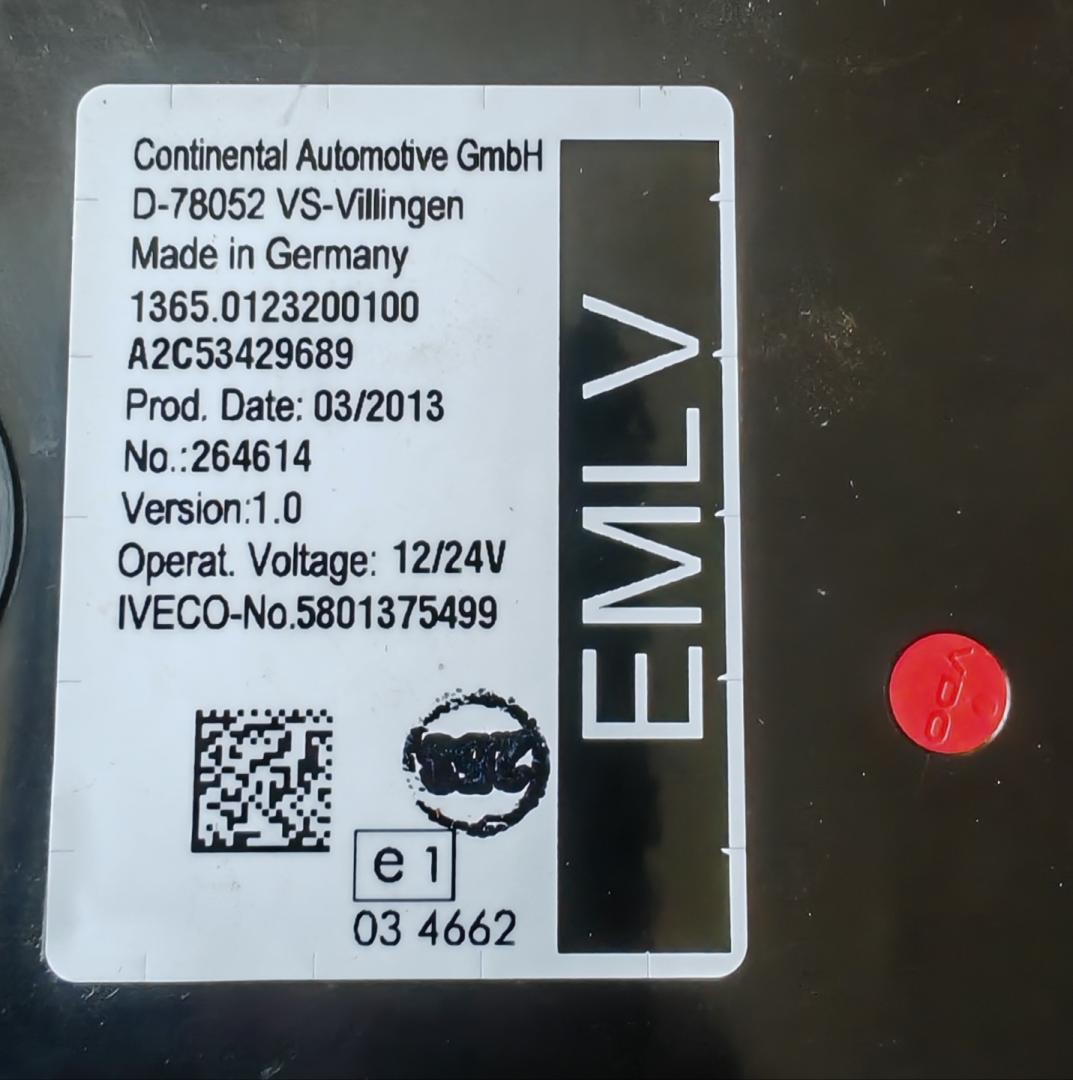 Continental Automotive GmbH
D-78052 VS-Villingen
Made in Germany
1365.0123200100
A2C53429689
Prod. Date: 03/2013
No.:264614
Version:1.0
Operat. Voltage: 12/24V
IVECO-No.5801375499
e 1
03 4662
EMLV
VDO